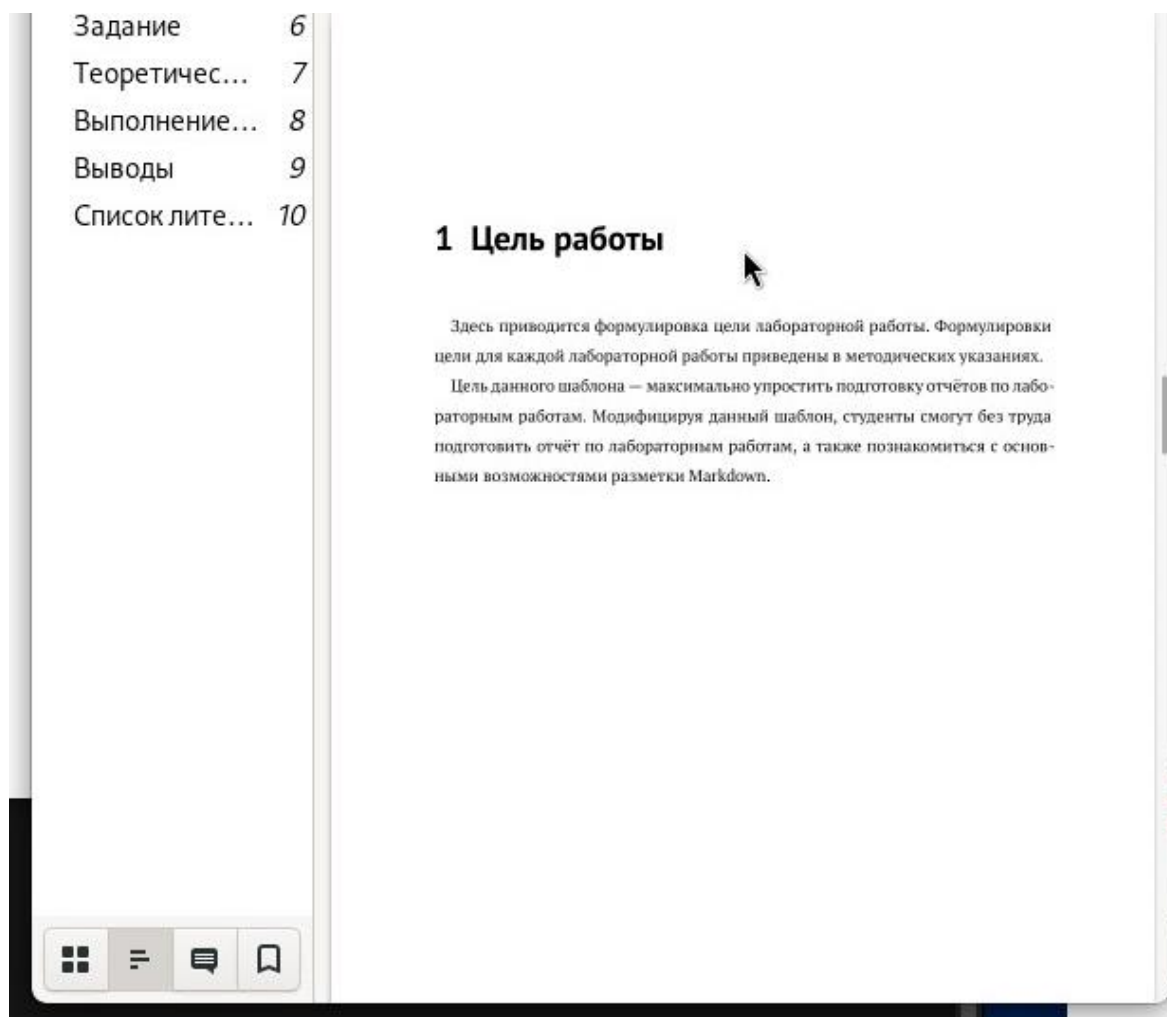 Задание 6
Теоретичес… 7
Выполнение… 8
Выводы 9
Список лите… 10
1 Цель работы
Здесь приводится формулировка цели лабораторной работы. Формулировки
цели для каждой лабораторной работы приведены в методических указаниях.
Цель данного шаблона — максимально упростить подготовку отчётов по лабо-
раторным работам. Модифицируя данный шаблон, студенты смогут без труда
подготовить отчёт по лабораторным работам, а также познакомиться с основ-
ными возможностями разметки Markdown.